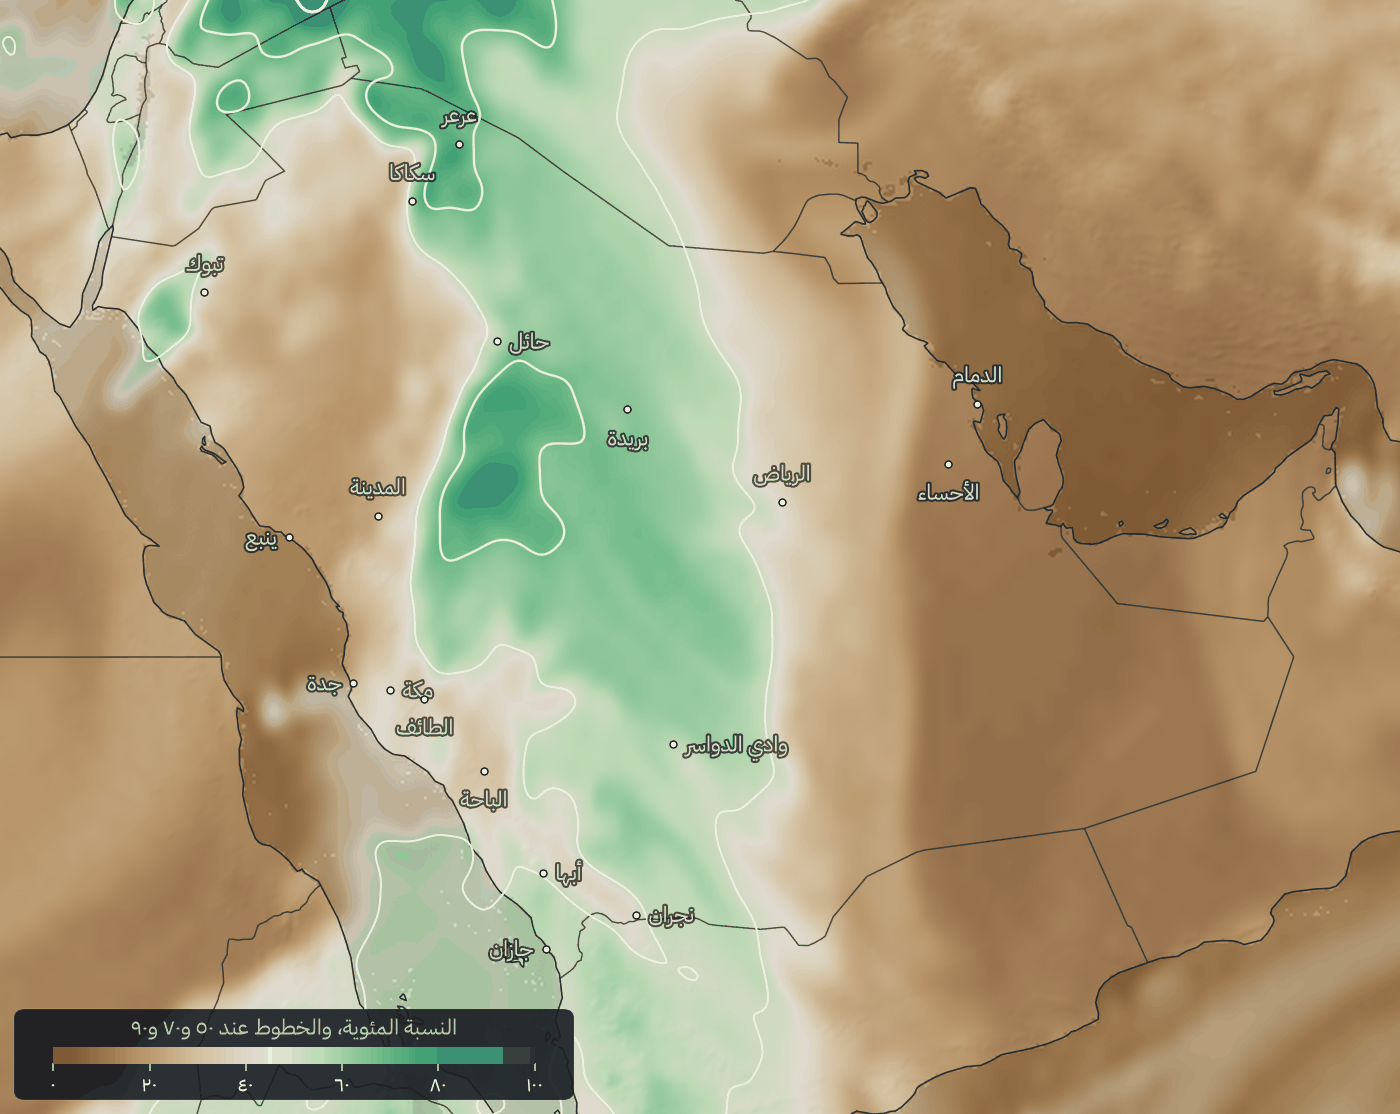 عرعر
سكاكا
تبوك
حائل
الدمام
بريدة
الرياض
الأحساء
المدينة
ينبع
جدة
مكة
الطائف
وادي الدواسر
الباحة
أبها
نجران
جازان
النسبة المئوية، والخطوط عند ٥٠ و٧٠ و٩٠
٠ ٢٠ ٤٠ ٦٠ ٨٠ ١٠٠